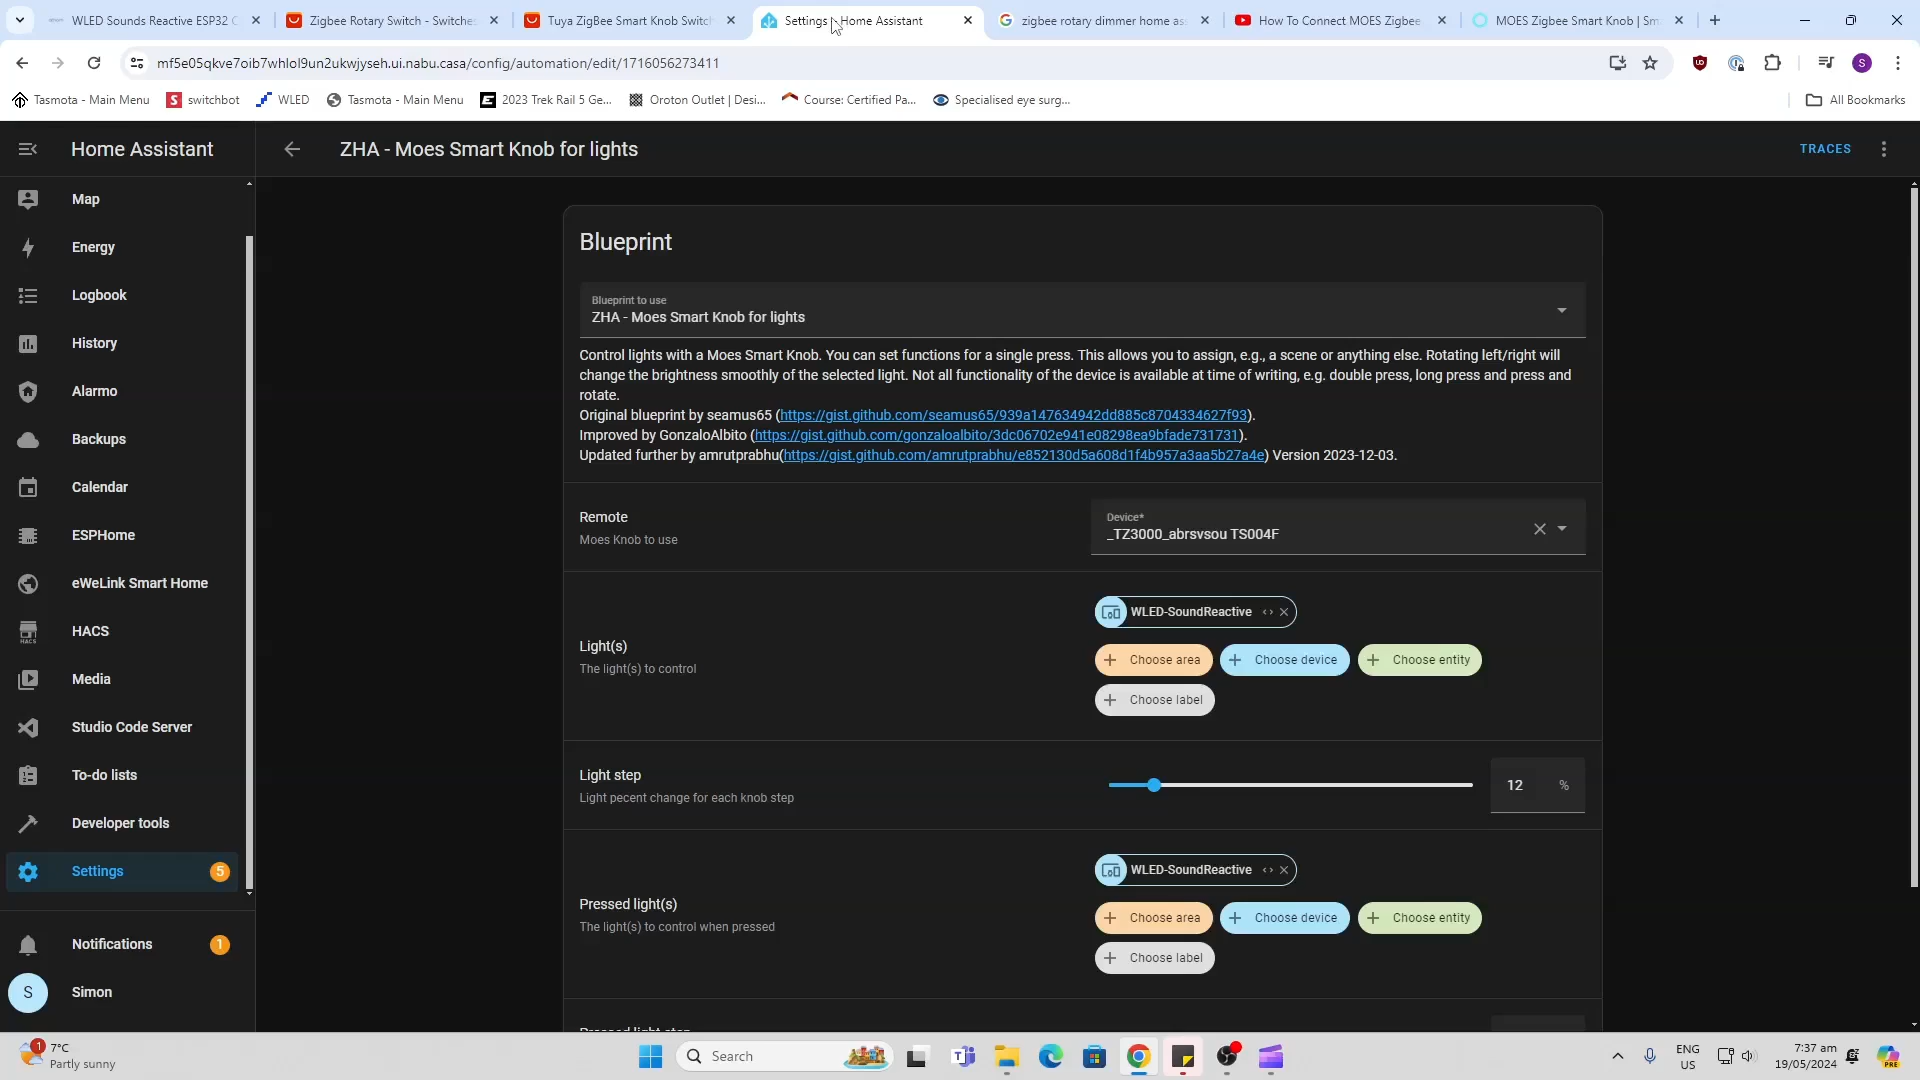 WLED Sounds Reactive ESP32 C
Zigbee Rotary Switch - Switches
Tuya ZigBee Smart Knob Switch
Settings - Home Assistant
zigbee rotary dimmer home as
How To Connect MOES Zigbee
MOES Zigbee Smart Knob | Sm
mf5e05qkve7oib7whlol9un2ukwjyseh.ui.nabu.casa/config/automation/edit/1716056273411
S
Tasmota - Main Menu
switchbot
WLED
Tasmota - Main Menu
2023 Trek Rail 5 Ge...
Oroton Outlet | Desi...
Course: Certified Pa...
Specialised eye surg...
All Bookmarks
Home Assistant
ZHA - Moes Smart Knob for lights
TRACES
Map
Energy
Logbook
History
Alarmo
Backups
Calendar
ESPHome
eWeLink Smart Home
HACS
Media
Studio Code Server
To-do lists
Developer tools
Settings
5
Notifications
1
S
Simon
Blueprint
Blueprint to use
ZHA - Moes Smart Knob for lights
Control lights with a Moes Smart Knob. You can set functions for a single press. This allows you to assign, e.g., a scene or anything else. Rotating left/right will
change the brightness smoothly of the selected light. Not all functionality of the device is available at time of writing, e.g. double press, long press and press and
rotate.
Original blueprint by seamus65 (https://gist.github.com/seamus65/939a147634942dd885c8704334627f93).
Improved by GonzaloAlbito (https://gist.github.com/gonzaloalbito/3dc06702e941e08298ea9bfade731731).
Updated further by amrutprabhu(https://gist.github.com/amrutprabhu/e852130d5a608d1f4b957a3aa5b27a4e) Version 2023-12-03.
Remote
Moes Knob to use
Device*
_TZ3000_abrsvsou TS004F
Light(s)
The light(s) to control
WLED-SoundReactive
Choose area
Choose device
Choose entity
Choose label
Light step
Light pecent change for each knob step
12
%
Pressed light(s)
The light(s) to control when pressed
WLED-SoundReactive
Choose area
Choose device
Choose entity
Choose label
Pressed light step
1
7°C
Partly sunny
Search
ENG
US
7:37 am
19/05/2024
PRE